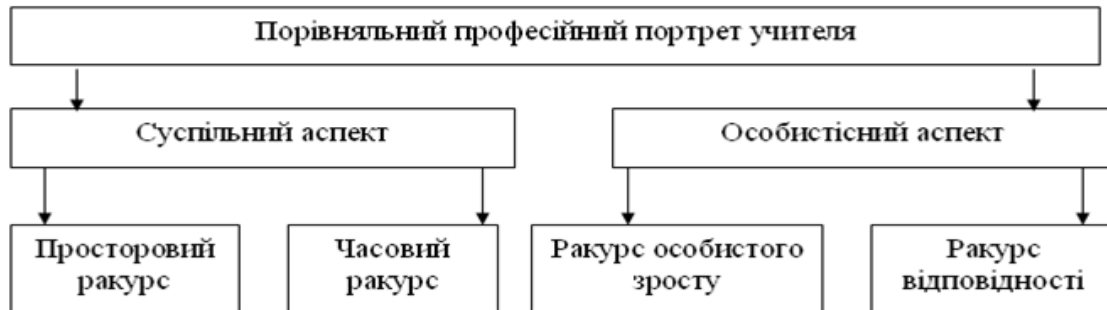 Порівняльний професійний портрет учителя
Суспільний аспект
Особистісний аспект
Просторовий
ракурс
Часовий
ракурс
Ракурс особистого
зросту
Ракурс
відповідності